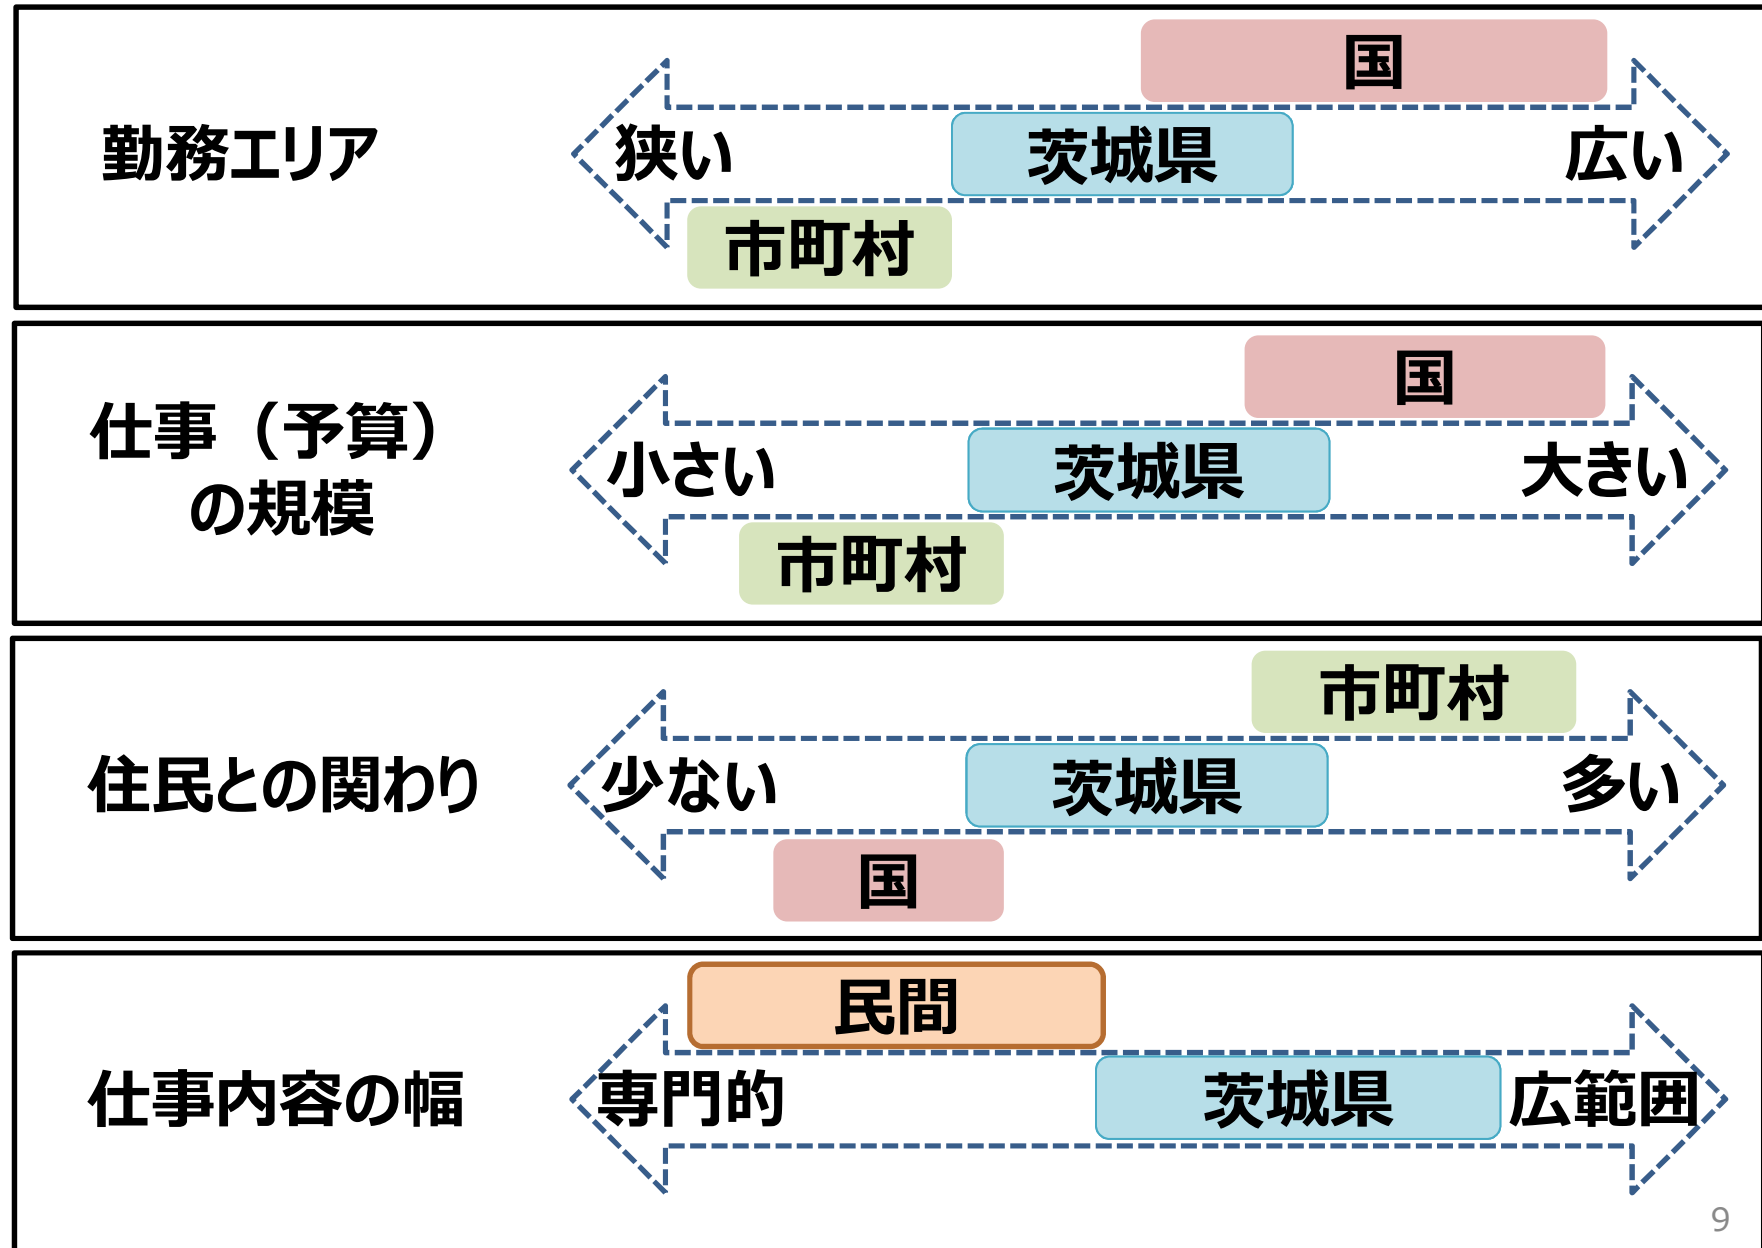 国
勤務エリア
狭い
茨城県
広い
市町村
国
仕事（予算）
の規模
小さい
茨城県
大きい
市町村
市町村
住民との関わり
少ない
茨城県
多い
国
民間
仕事内容の幅
専門的
茨城県
広範囲
9